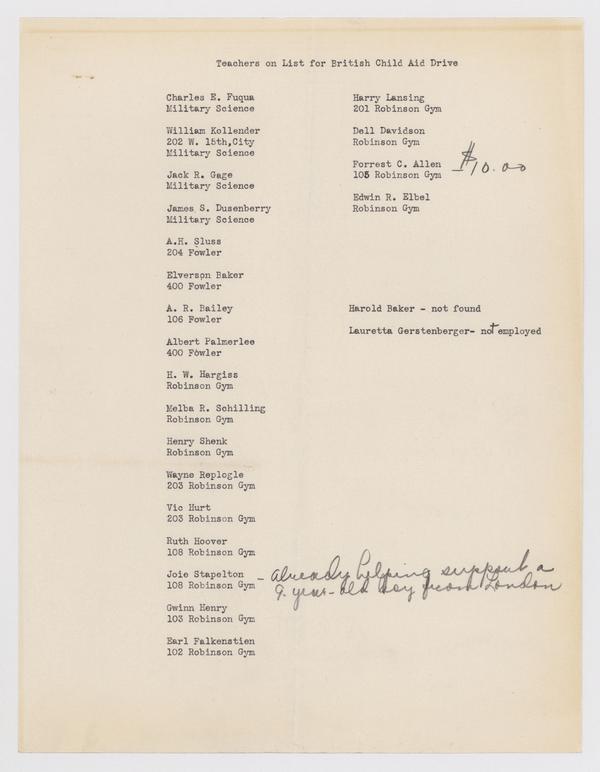 Teachers on List for British Child Aid Drive
Charles E. Fuqua
Military Science
William Kollender
202 W. 15th,City
Military Science
Jack R. Gage
Military Science
James S. Dusenberry
Military Science
A.H. Sluss
204 Fowler
Elverson Baker
400 Fowler
A. R. Bailey
106 Fowler
Albert Palmerlee
400 Fowler
H. W. Hargiss
Robinson Gym
Melba R. Schilling
Robinson Gym
Henry Shenk
Robinson Gym
Wayne Replogle
203 Robinson Gym
Vic Hurt
203 Robinson Gym
Ruth Hoover
108 Robinson Gym
Joie Stapelton
108 Robinson Gym
– already helping support a
9-year-old boy from London
Gwinn Henry
103 Robinson Gym
Earl Falkenstien
102 Robinson Gym
Harry Lansing
201 Robinson Gym
Dell Davidson
Robinson Gym
Forrest C. Allen
105 Robinson Gym – $10.00
Edwin R. Elbel
Robinson Gym
Harold Baker - not found
Lauretta Gerstenberger- not employed